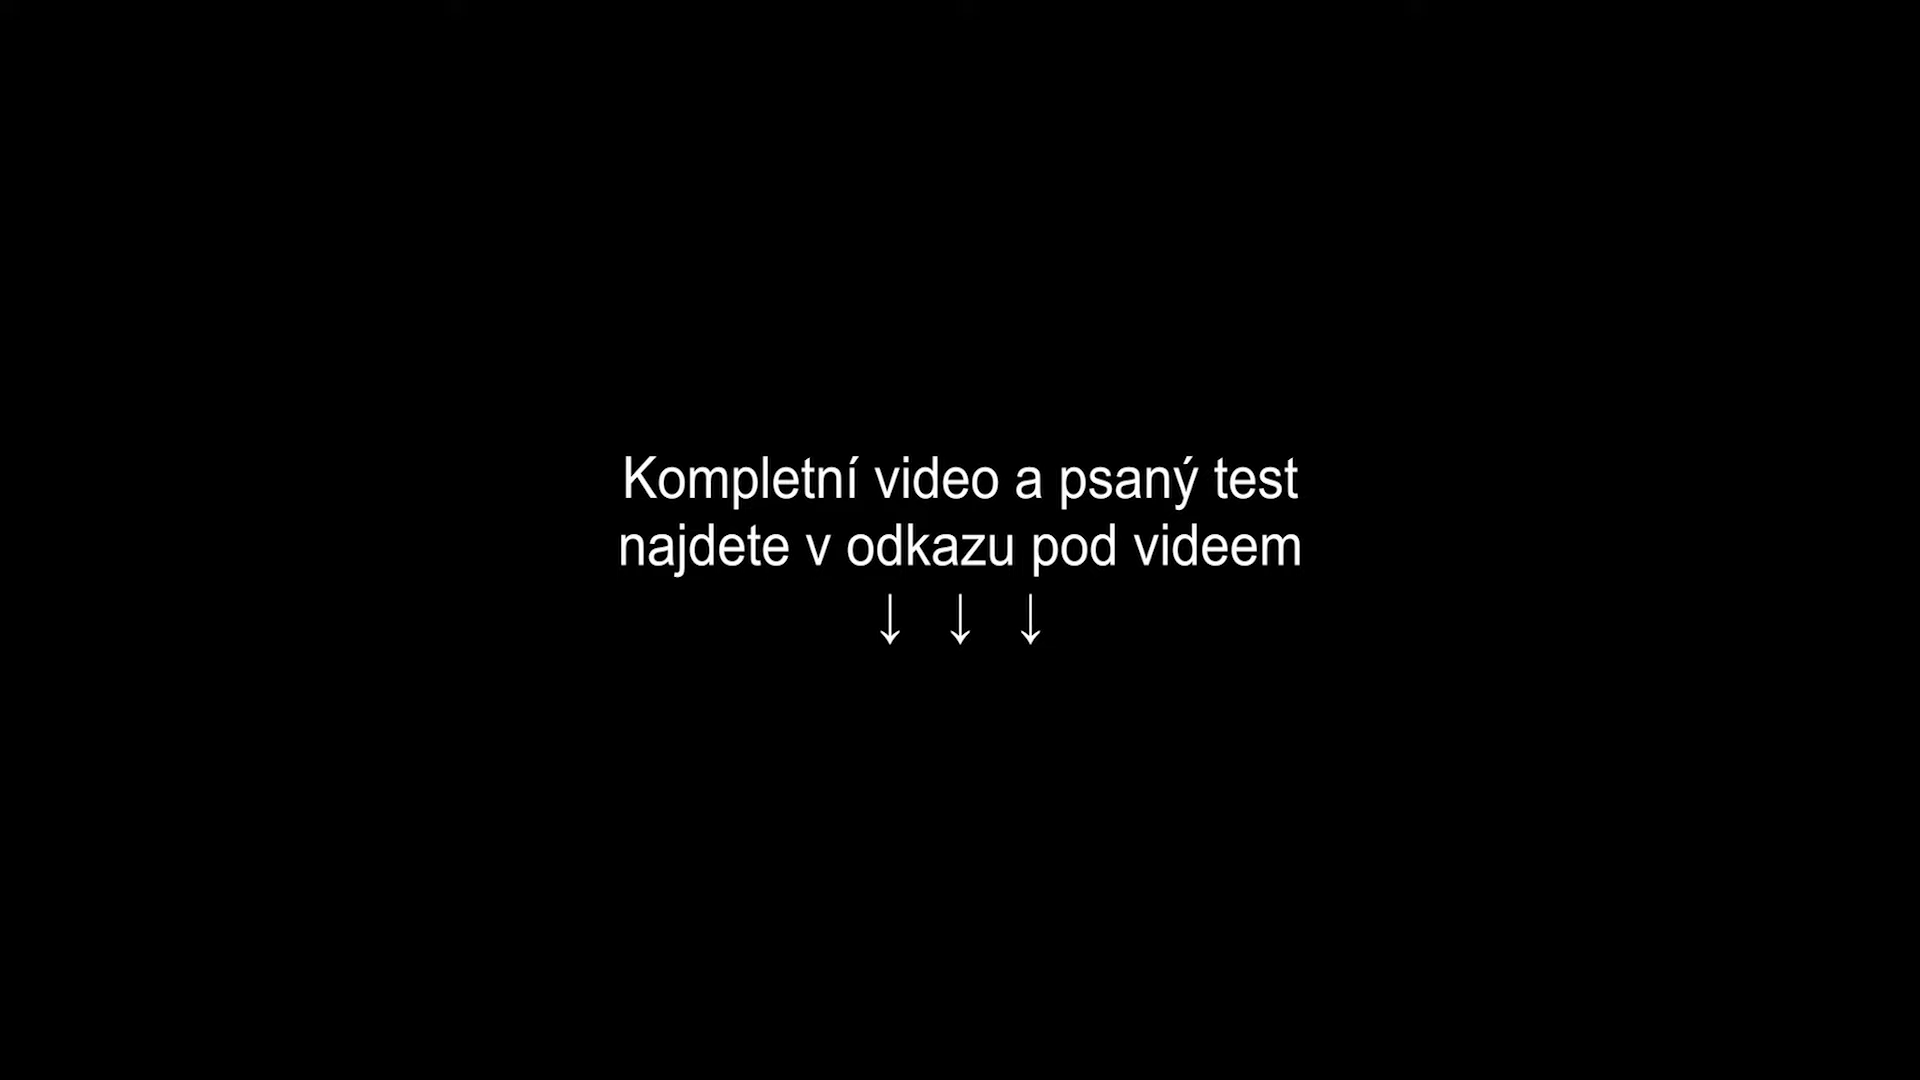 Kompletní video a psaný test
najdete v odkazu pod videem
↓ ↓ ↓